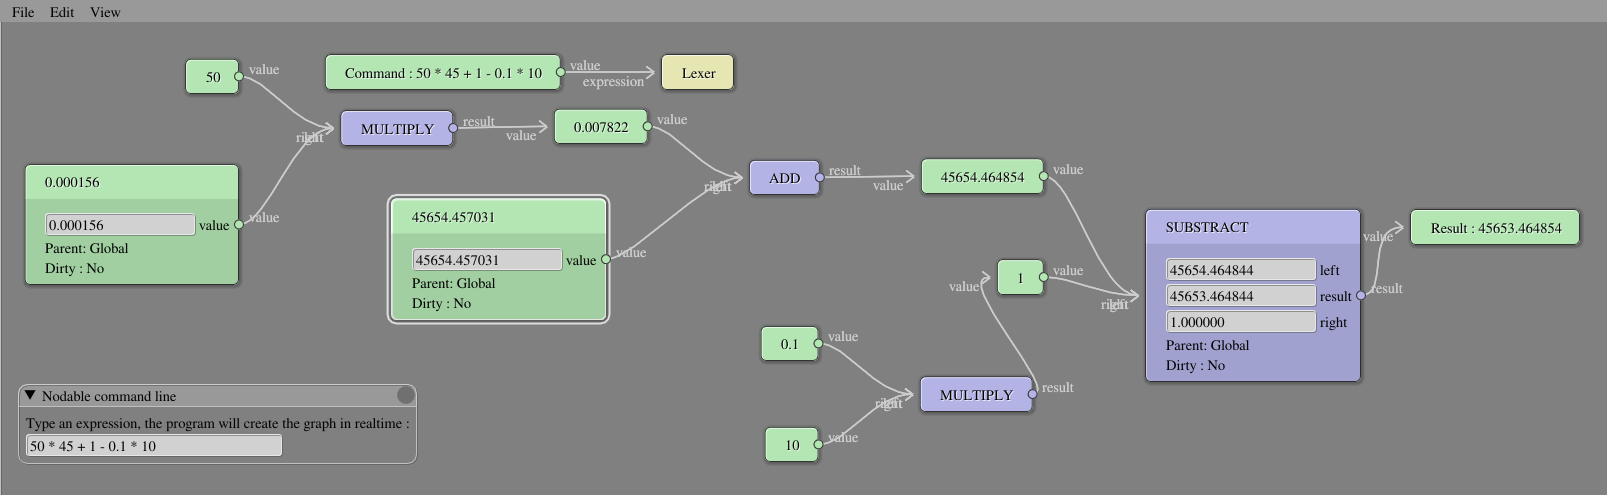 File Edit View
50 value
Command : 50 * 45 + 1 - 0.1 * 10 value
expression
Lexer
MULTIPLY result
value
0.007822 value
0.000156
0.000156 value value
Parent: Global
Dirty : No
45654.457031
45654.457031 value value
Parent: Global
Dirty : No
ADD result
value
45654.464854 value
SUBSTRACT
45654.464844 left
45653.464844 result result
1.000000 right
Parent: Global
Dirty : No
value
Result : 45653.464854
value
1 value
0.1 value
MULTIPLY result
10 value
Nodable command line
Type an expression, the program will create the graph in realtime :
50 * 45 + 1 - 0.1 * 10